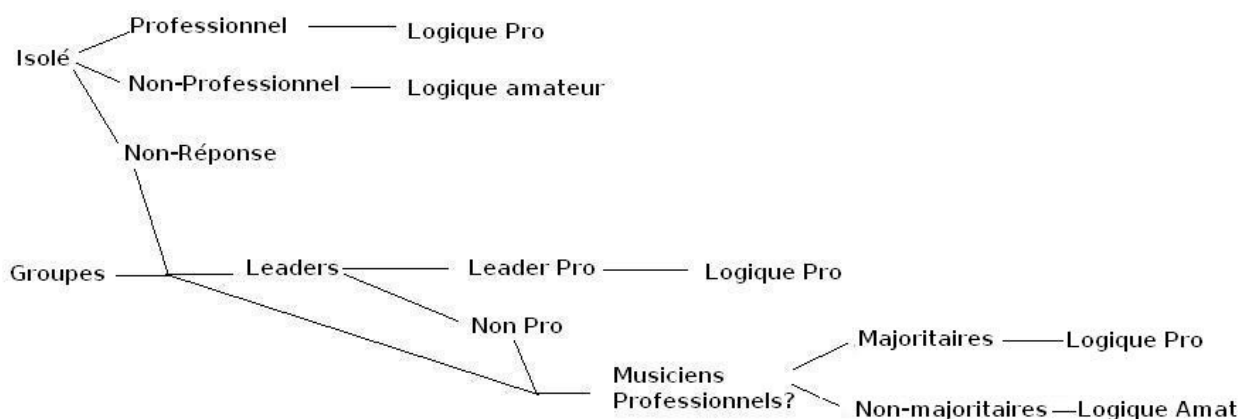 Professionnel
Logique Pro
Isolé
Non-Professionnel
Logique amateur
Non-Réponse
Groupes
Leaders
Leader Pro
Logique Pro
Non Pro
Majoritaires
Logique Pro
Musiciens
Professionnels?
Non-majoritaires
Logique Amat